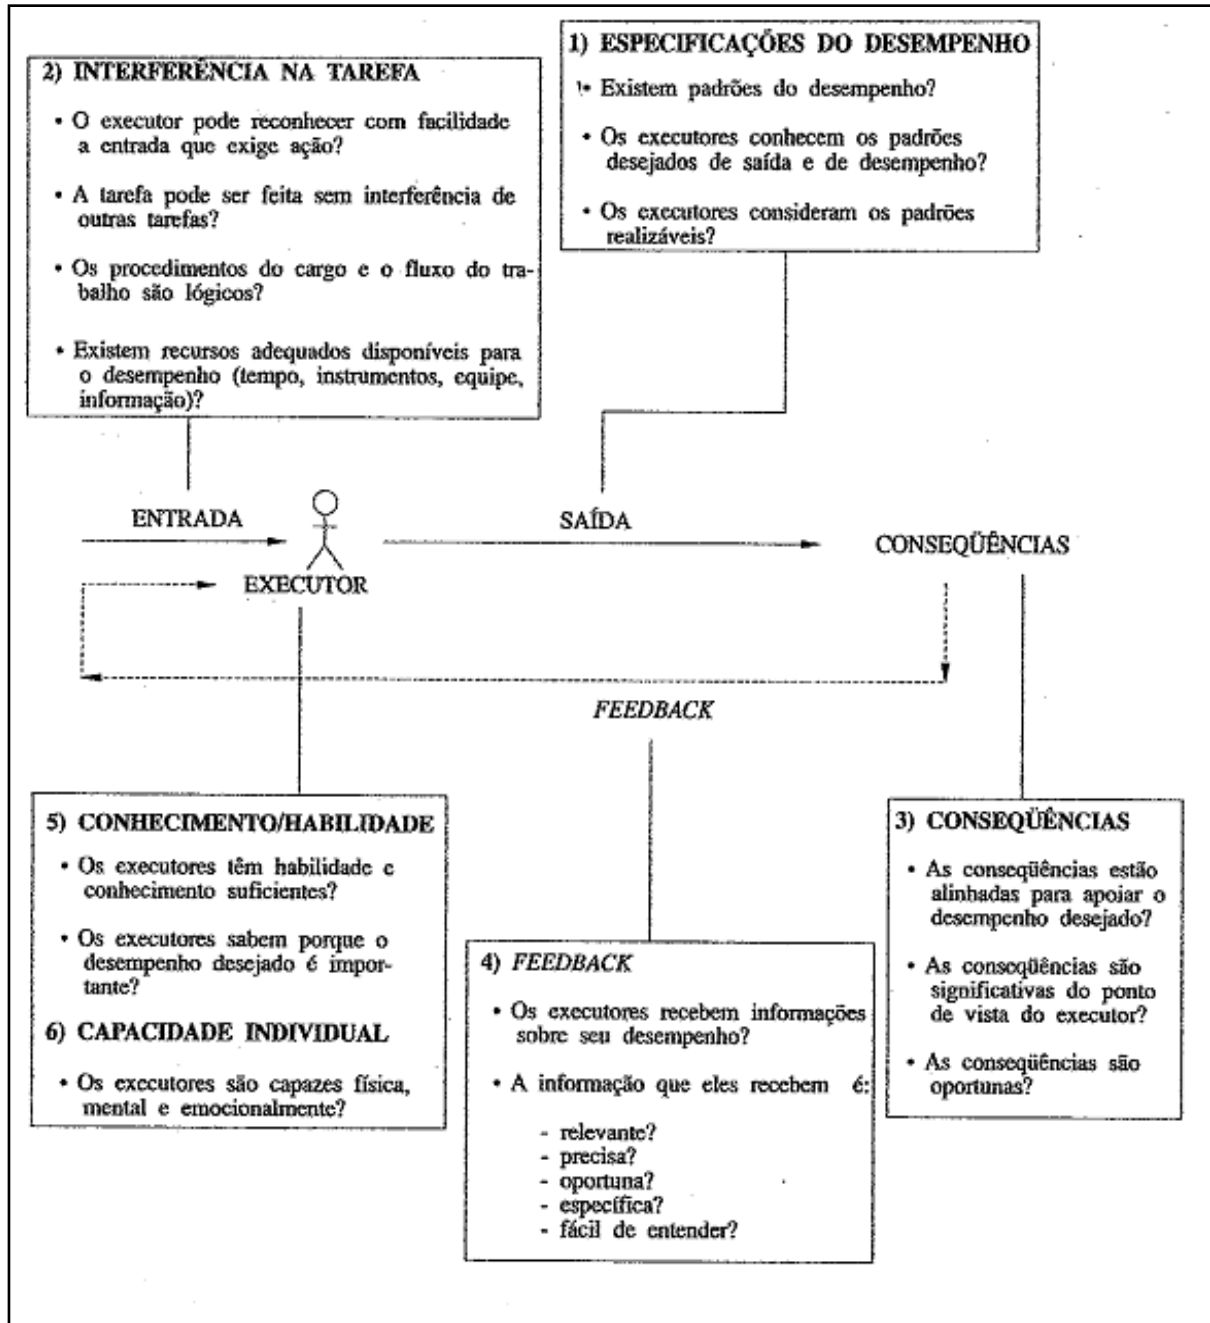 1) ESPECIFICAÇÕES DO DESEMPENHO
• Existem padrões do desempenho?
• Os executores conhecem os padrões
desejados de saída e de desempenho?
• Os executores consideram os padrões
realizáveis?
2) INTERFERÊNCIA NA TAREFA
• O executor pode reconhecer com facilidade
a entrada que exige ação?
• A tarefa pode ser feita sem interferência de
outras tarefas?
• Os procedimentos do cargo e o fluxo do tra-
balho são lógicos?
• Existem recursos adequados disponíveis para
o desempenho (tempo, instrumentos, equipe,
informação)?
ENTRADA
EXECUTOR
SAÍDA
CONSEQÜÊNCIAS
FEEDBACK
3) CONSEQÜÊNCIAS
• As conseqüências estão
alinhadas para apoiar o
desempenho desejado?
• As conseqüências são
significativas do ponto
de vista do executor?
• As conseqüências são
oportunas?
4) FEEDBACK
• Os executores recebem informações
sobre seu desempenho?
• A informação que eles recebem é:
- relevante?
- precisa?
- oportuna?
- específica?
- fácil de entender?
5) CONHECIMENTO/HABILIDADE
• Os executores têm habilidade e
conhecimento suficientes?
• Os executores sabem porque o
desempenho desejado é impor-
tante?
6) CAPACIDADE INDIVIDUAL
• Os executores são capazes física,
mental e emocionalmente?